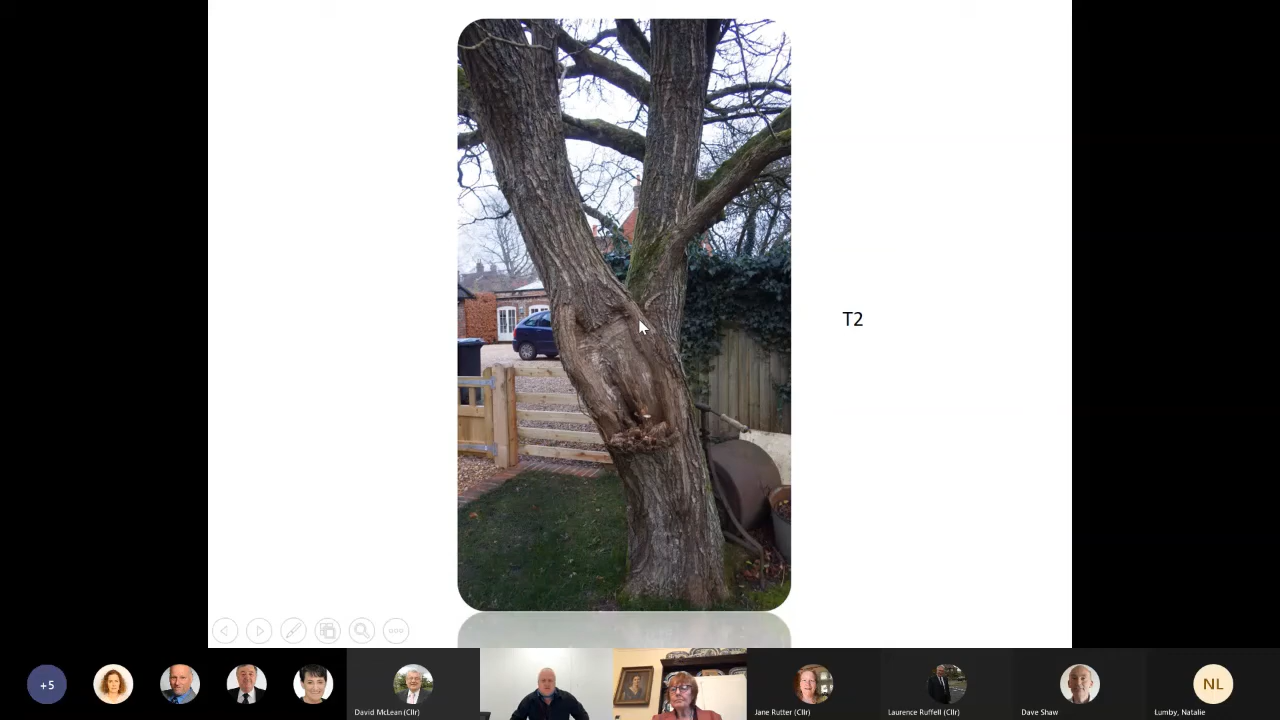 T2
+5
David McLean (Cllr)
Jane Rutter (Cllr)
Laurence Ruffell (Cllr)
Dave Shaw
NL
Lumby, Natalie